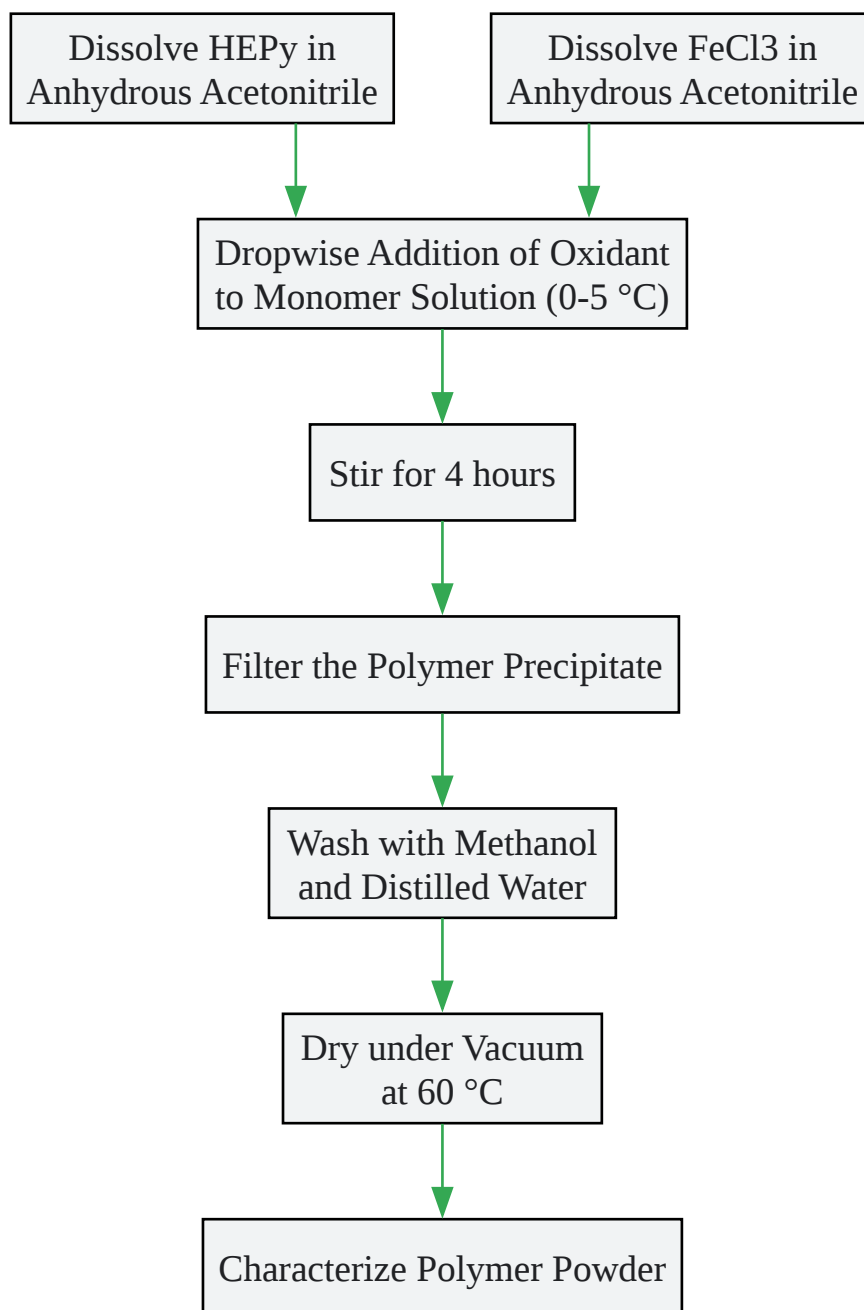 Dissolve HEPy in
Anhydrous Acetonitrile
Dissolve FeCl3 in
Anhydrous Acetonitrile
Dropwise Addition of Oxidant
to Monomer Solution (0-5 °C)
Stir for 4 hours
Filter the Polymer Precipitate
Wash with Methanol
and Distilled Water
Dry under Vacuum
at 60 °C
Characterize Polymer Powder